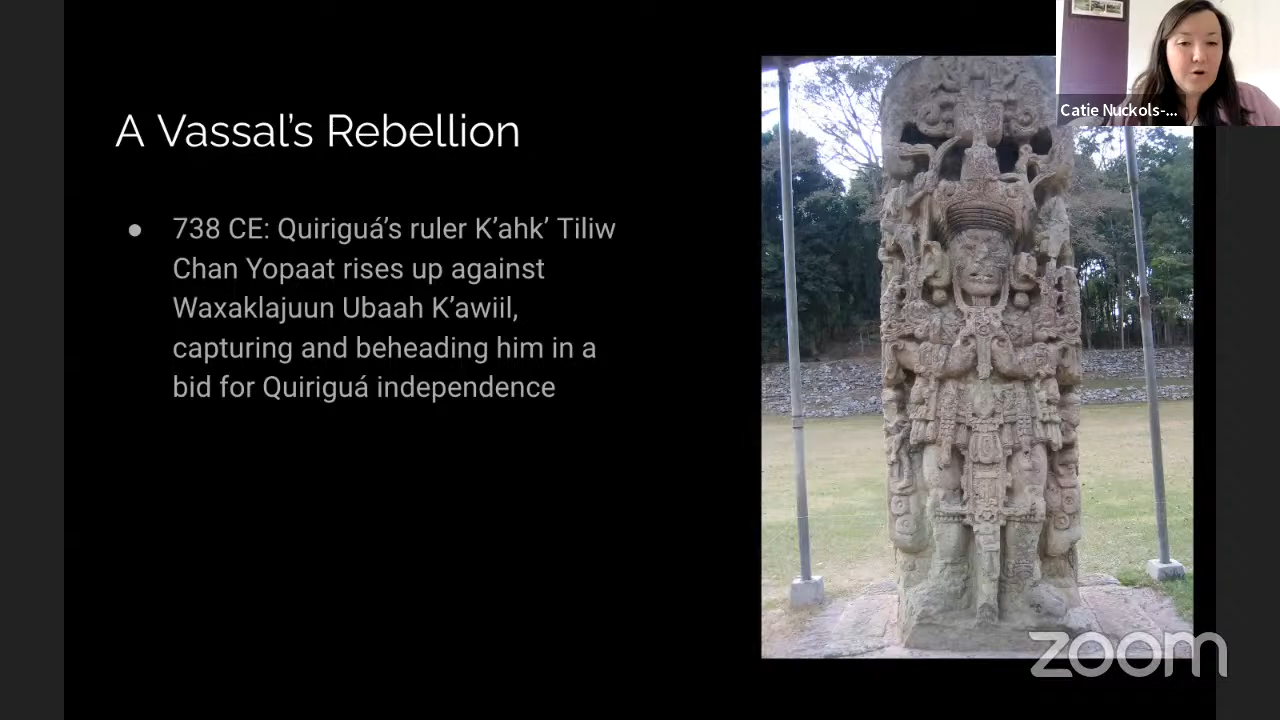 A Vassal's Rebellion
● 738 CE: Quiriguá's ruler K'ahk' Tiliw
Chan Yopaat rises up against
Waxaklajuun Ubaah K'awiil,
capturing and beheading him in a
bid for Quiriguá independence
Catie Nuckols-...
zoom